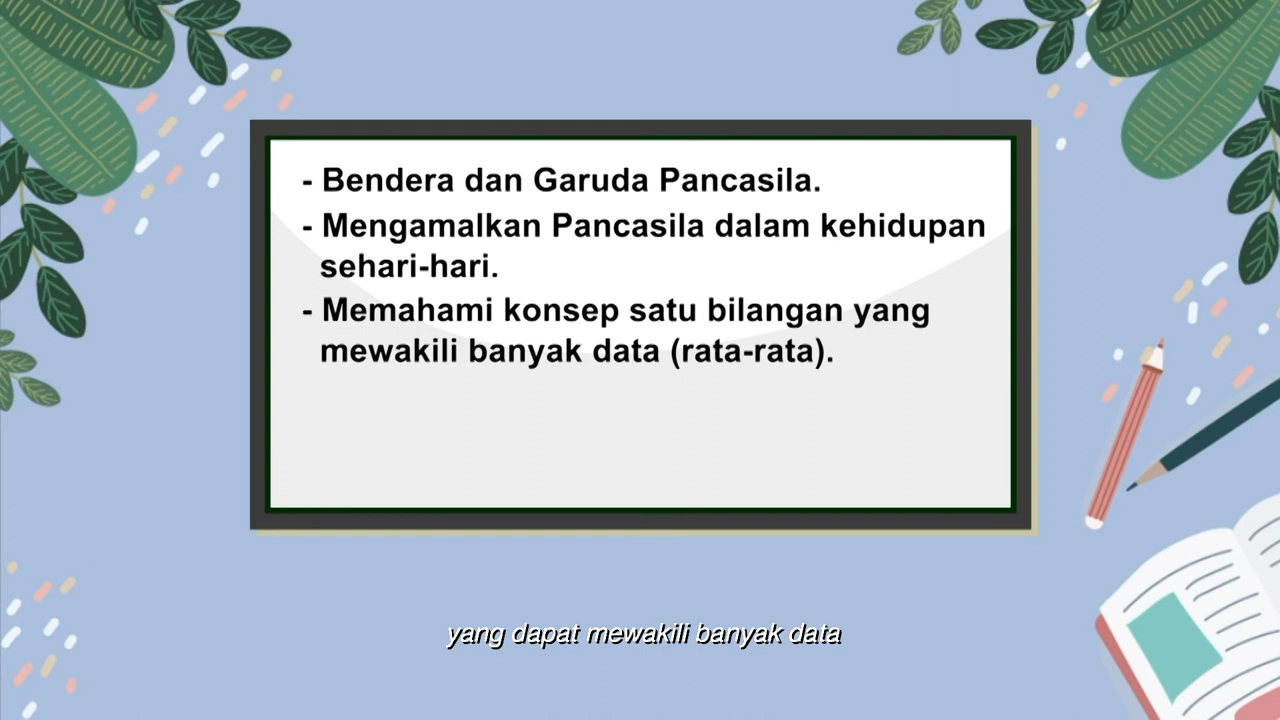 - Bendera dan Garuda Pancasila.
- Mengamalkan Pancasila dalam kehidupan
sehari-hari.
- Memahami konsep satu bilangan yang
mewakili banyak data (rata-rata).
yang dapat mewakili banyak data